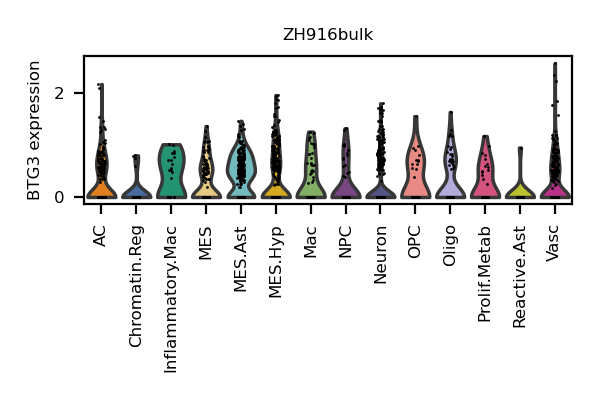 ZH916bulk
BTG3 expression
2
0
AC
Chromatin.Reg
Inflammatory.Mac
MES
MES.Ast
MES.Hyp
Mac
NPC
Neuron
OPC
Oligo
Prolif.Metab
Reactive.Ast
Vasc